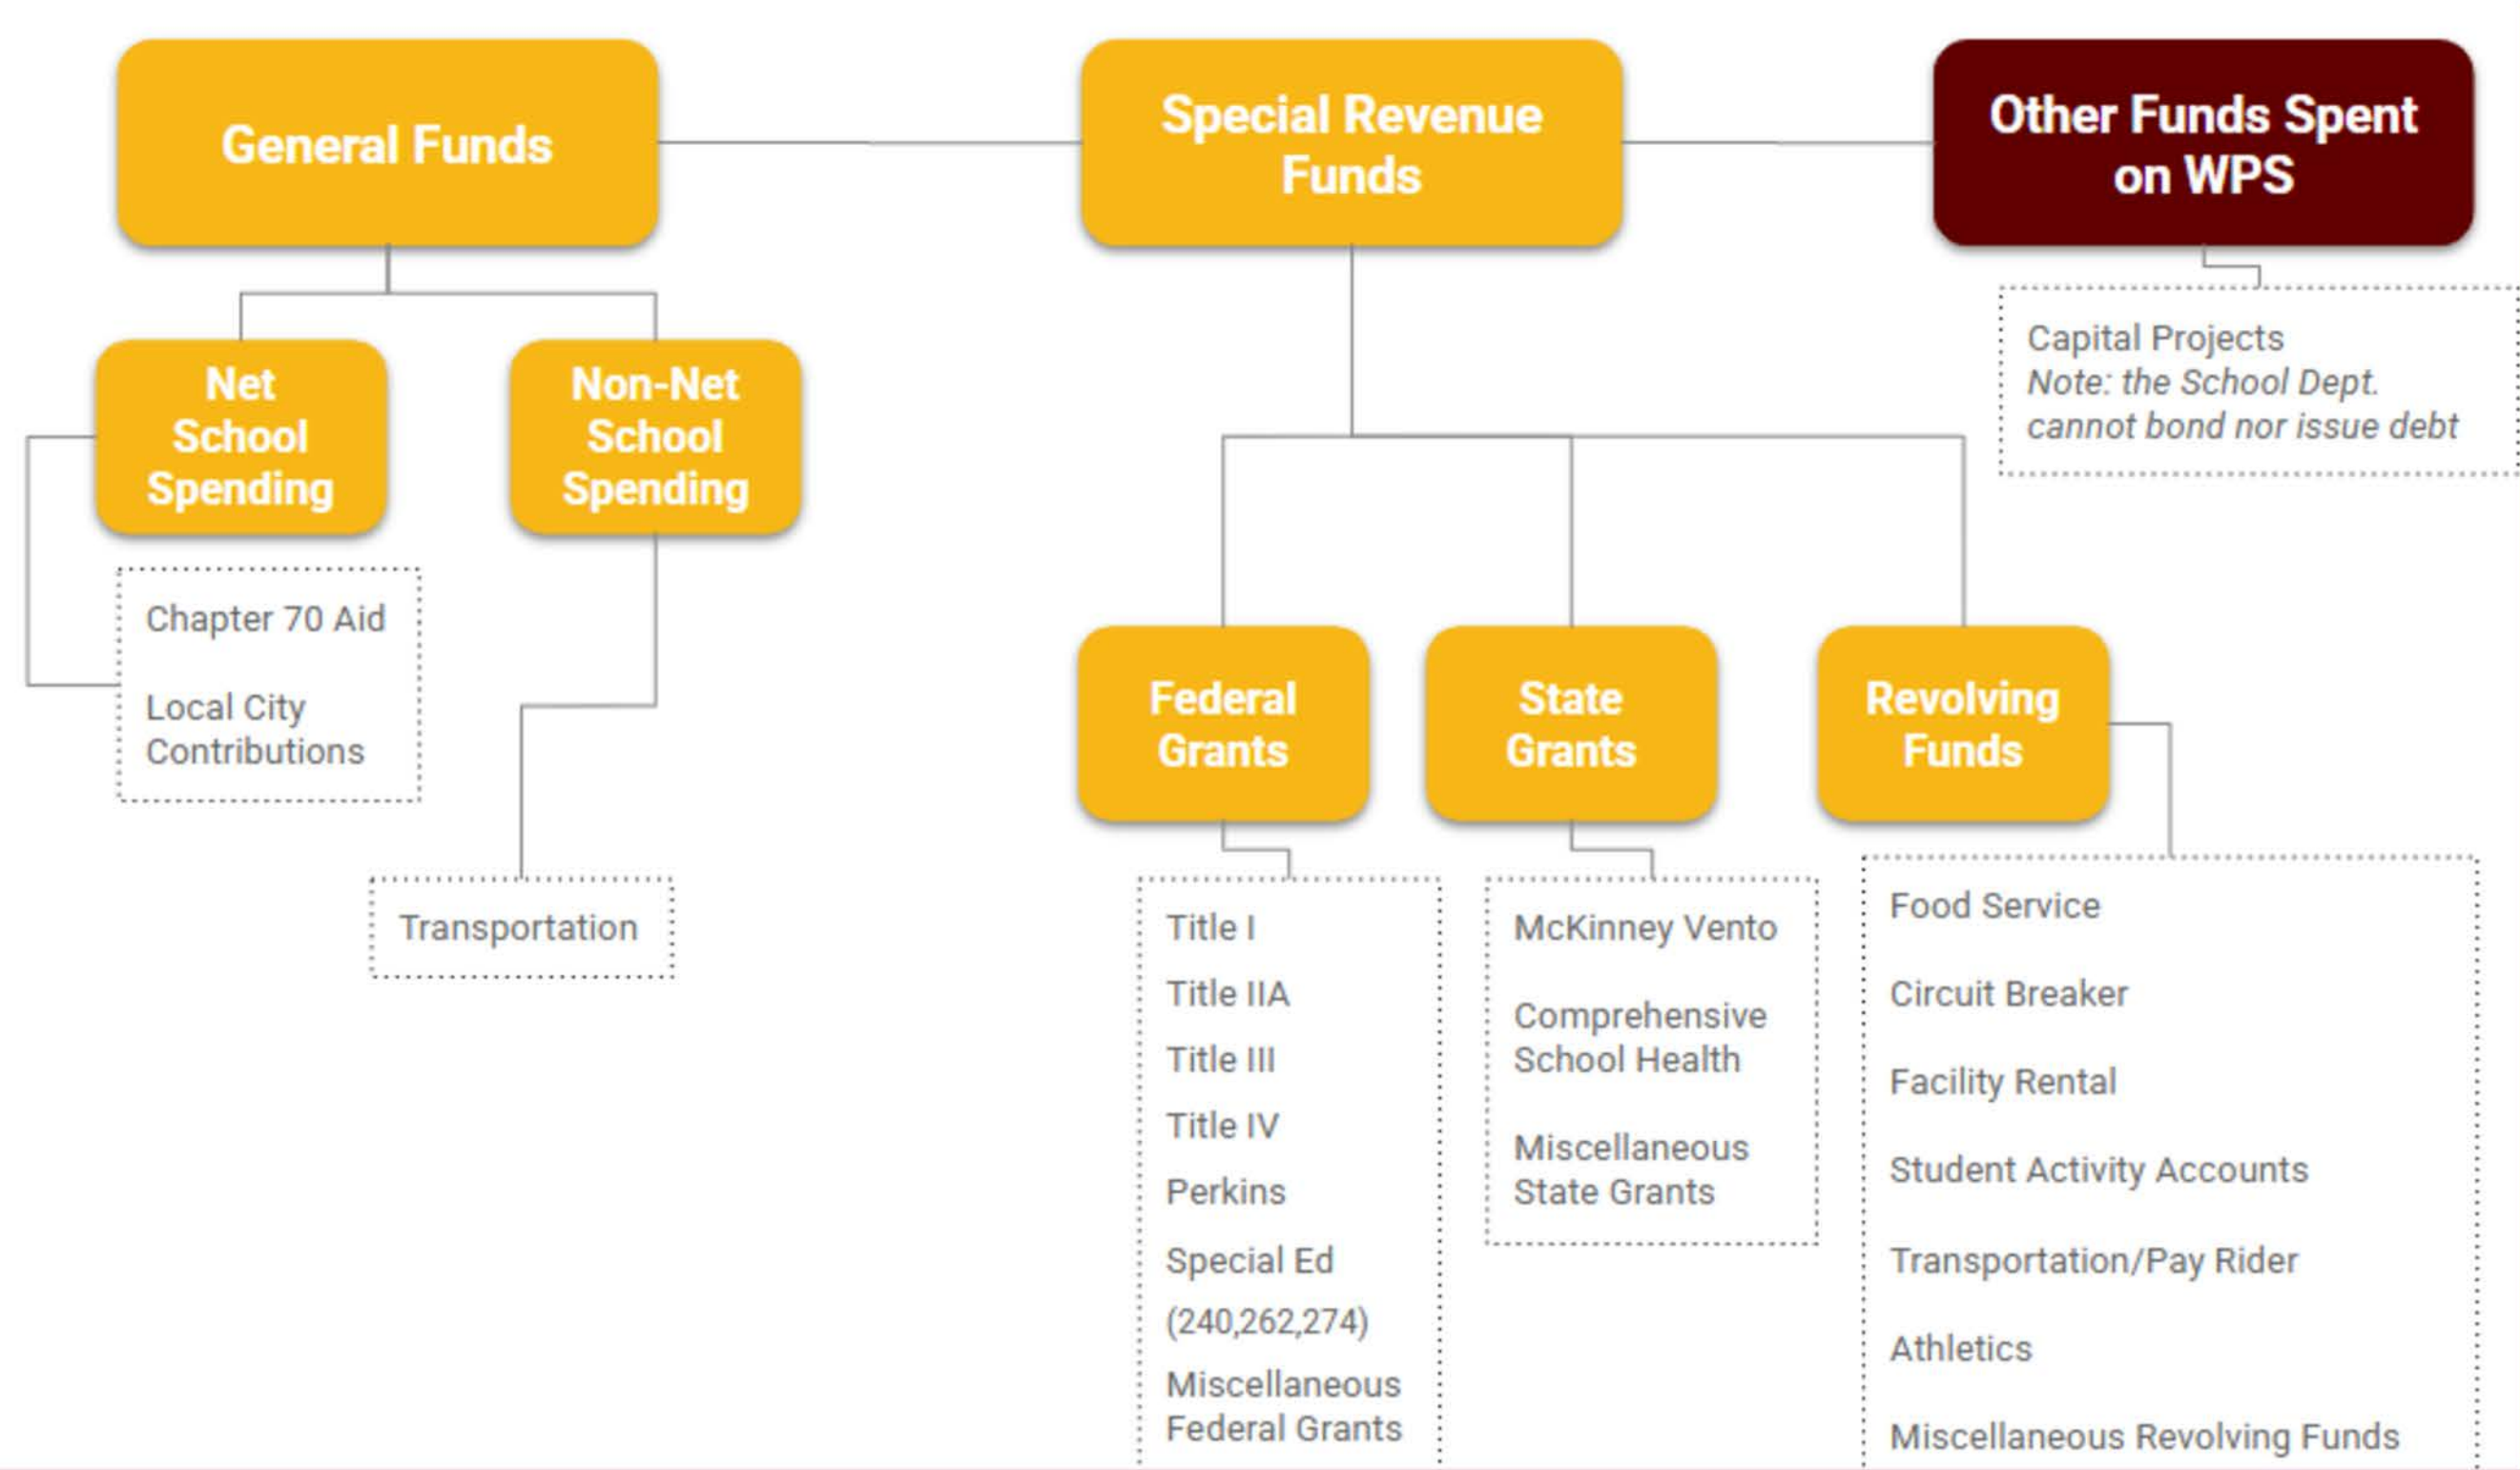 General Funds
Special Revenue
Funds
Other Funds Spent
on WPS
Capital Projects
Note: the School Dept.
cannot bond nor issue debt
Net
School
Spending
Non-Net
School
Spending
Chapter 70 Aid
Local City
Contributions
Transportation
Federal
Grants
State
Grants
Revolving
Funds
Title I
Title IIA
Title III
Title IV
Perkins
Special Ed
(240,262,274)
Miscellaneous
Federal Grants
McKinney Vento
Comprehensive
School Health
Miscellaneous
State Grants
Food Service
Circuit Breaker
Facility Rental
Student Activity Accounts
Transportation/Pay Rider
Athletics
Miscellaneous Revolving Funds